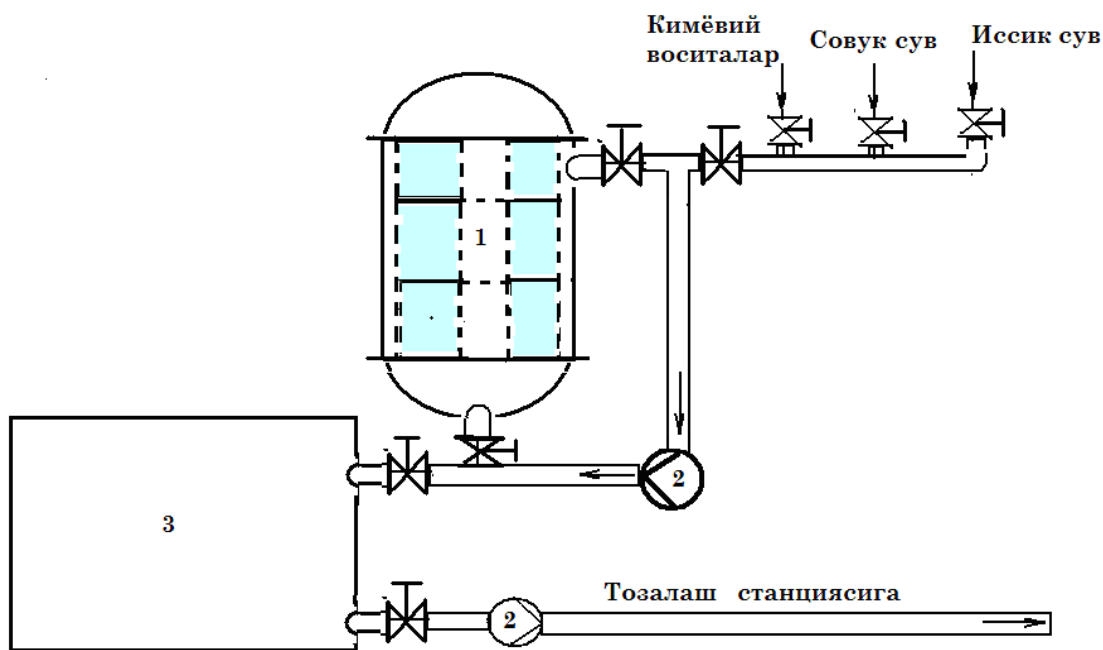 Кимёвий
воситалар
Совук сув
Иссик сув
1
2
3
Тозалаш станциясига
2